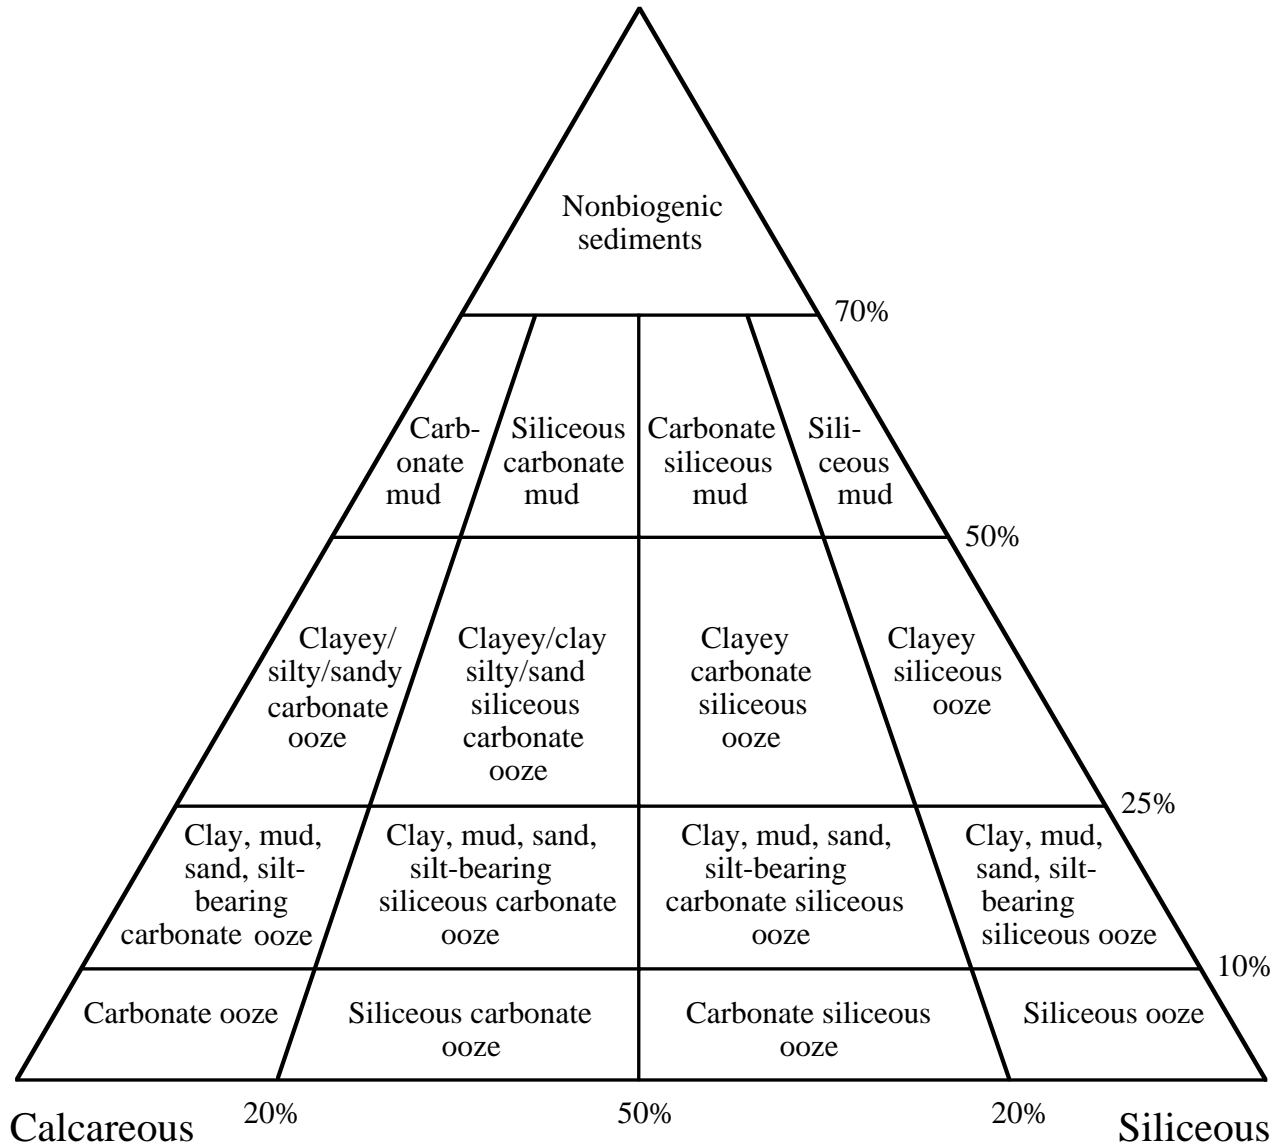 Nonbiogenic
sediments
70%
Carb-
onate
mud
Siliceous
carbonate
mud
Carbonate
siliceous
mud
Sili-
ceous
mud
50%
Clayey/
silty/sandy
carbonate
ooze
Clayey/clay
silty/sand
siliceous
carbonate
ooze
Clayey
carbonate
siliceous
ooze
Clayey
siliceous
ooze
25%
Clay, mud,
sand, silt-
bearing
carbonate ooze
Clay, mud, sand,
silt-bearing
siliceous carbonate
ooze
Clay, mud, sand,
silt-bearing
carbonate siliceous
ooze
Clay, mud,
sand, silt-
bearing
siliceous ooze
10%
Carbonate ooze
Siliceous carbonate
ooze
Carbonate siliceous
ooze
Siliceous ooze
Calcareous
20%
50%
20%
Siliceous